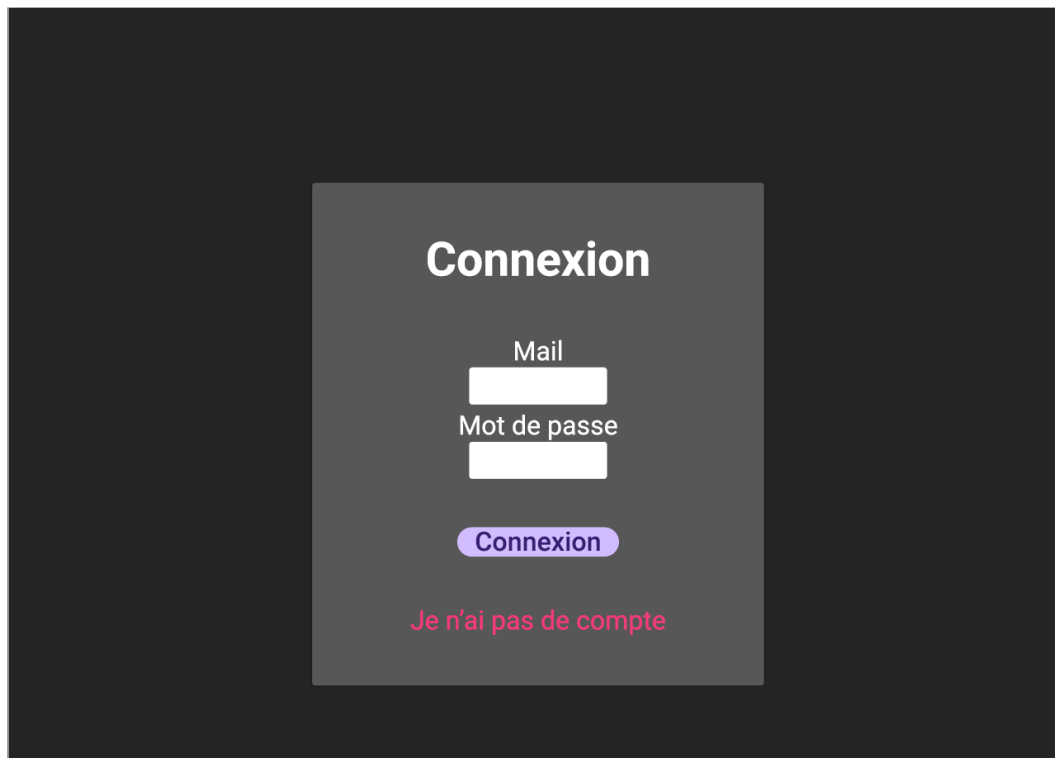 Connexion
Mail
Mot de passe
Connexion
Je n’ai pas de compte